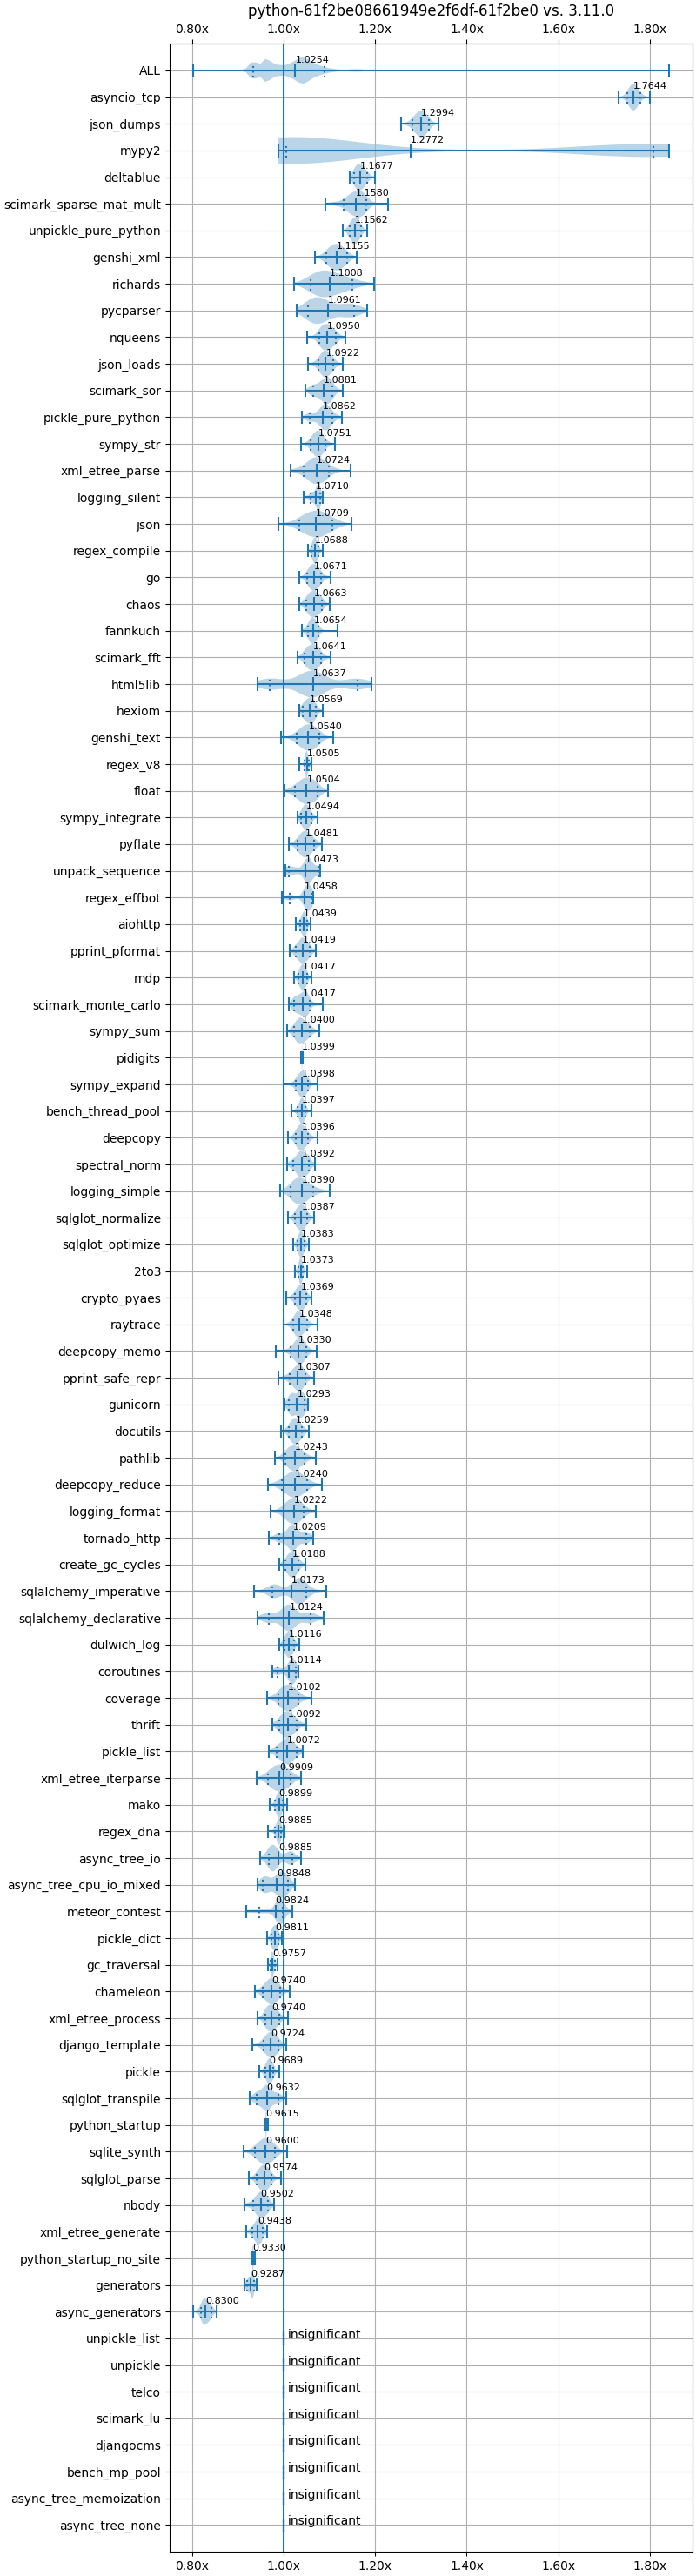 python-61f2be08661949e2f6df-61f2be0 vs. 3.11.0
0.80x 1.00x 1.20x 1.40x 1.60x 1.80x
ALL 1.0254
asyncio_tcp 1.7644
json_dumps 1.2994
mypy2 1.2772
deltablue 1.1677
scimark_sparse_mat_mult 1.1580
unpickle_pure_python 1.1562
genshi_xml 1.1155
richards 1.1008
pycparser 1.0961
nqueens 1.0950
json_loads 1.0922
scimark_sor 1.0881
pickle_pure_python 1.0862
sympy_str 1.0751
xml_etree_parse 1.0724
logging_silent 1.0710
json 1.0709
regex_compile 1.0688
go 1.0671
chaos 1.0663
fannkuch 1.0654
scimark_fft 1.0641
html5lib 1.0637
hexiom 1.0569
genshi_text 1.0540
regex_v8 1.0505
float 1.0504
sympy_integrate 1.0494
pyflate 1.0481
unpack_sequence 1.0473
regex_effbot 1.0458
aiohttp 1.0439
pprint_pformat 1.0419
mdp 1.0417
scimark_monte_carlo 1.0417
sympy_sum 1.0400
pidigits 1.0399
sympy_expand 1.0398
bench_thread_pool 1.0397
deepcopy 1.0396
spectral_norm 1.0392
logging_simple 1.0390
sqlglot_normalize 1.0387
sqlglot_optimize 1.0383
2to3 1.0373
crypto_pyaes 1.0369
raytrace 1.0348
deepcopy_memo 1.0330
pprint_safe_repr 1.0307
gunicorn 1.0293
docutils 1.0259
pathlib 1.0243
deepcopy_reduce 1.0240
logging_format 1.0222
tornado_http 1.0209
create_gc_cycles 1.0188
sqlalchemy_imperative 1.0173
sqlalchemy_declarative 1.0124
dulwich_log 1.0116
coroutines 1.0114
coverage 1.0102
thrift 1.0092
pickle_list 1.0072
xml_etree_iterparse 0.9909
mako 0.9899
regex_dna 0.9885
async_tree_io 0.9885
async_tree_cpu_io_mixed 0.9848
meteor_contest 0.9824
pickle_dict 0.9811
gc_traversal 0.9757
chameleon 0.9740
xml_etree_process 0.9740
django_template 0.9724
pickle 0.9689
sqlglot_transpile 0.9632
python_startup 0.9615
sqlite_synth 0.9600
sqlglot_parse 0.9574
nbody 0.9502
xml_etree_generate 0.9438
python_startup_no_site 0.9330
generators 0.9287
async_generators 0.8300
unpickle_list insignificant
unpickle insignificant
telco insignificant
scimark_lu insignificant
djangocms insignificant
bench_mp_pool insignificant
async_tree_memoization insignificant
async_tree_none insignificant
0.80x 1.00x 1.20x 1.40x 1.60x 1.80x